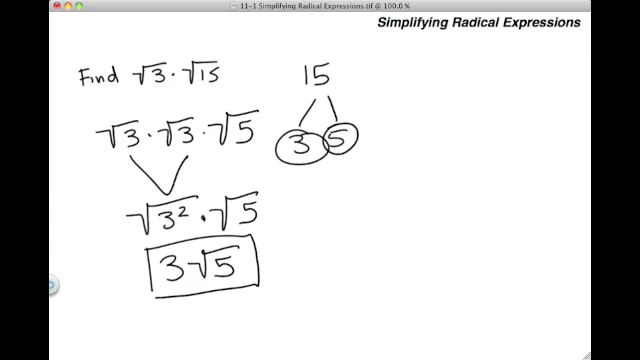 11-1 Simplifying Radical Expressions.tif @ 100.0 %
Simplifying Radical Expressions
Find √3 · √15
15
3 5
√3 · √3 · √5
√3² · √5
3√5